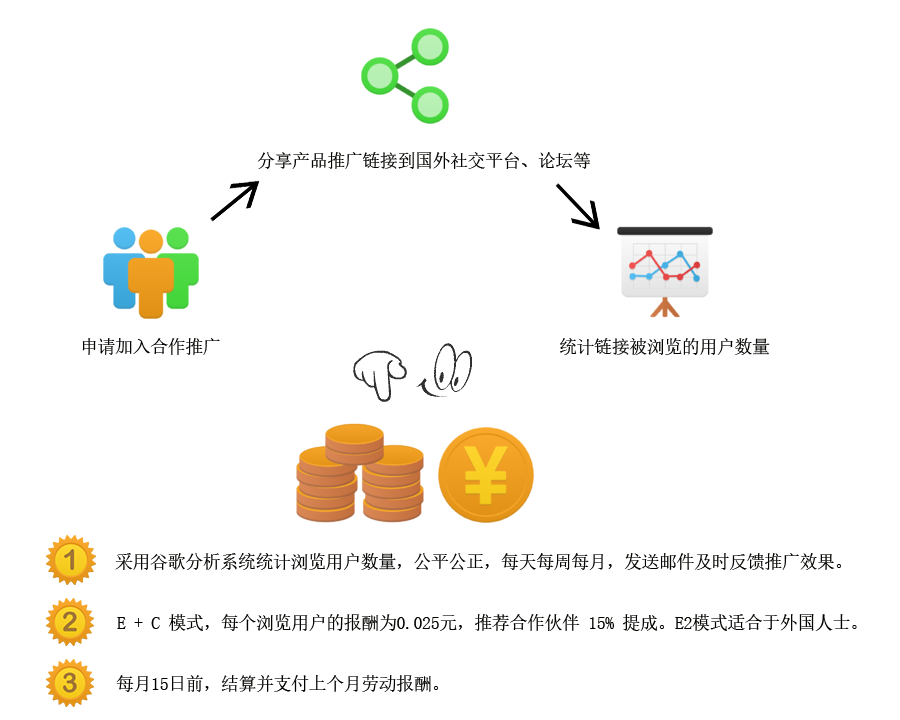 分享产品推广链接到国外社交平台、论坛等
申请加入合作推广
统计链接被浏览的用户数量
¥
1
采用谷歌分析系统统计浏览用户数量，公平公正，每天每周每月，发送邮件及时反馈推广效果。
2
E + C 模式，每个浏览用户的报酬为0.025元，推荐合作伙伴 15% 提成。E2模式适合于外国人士。
3
每月15日前，结算并支付上个月劳动报酬。